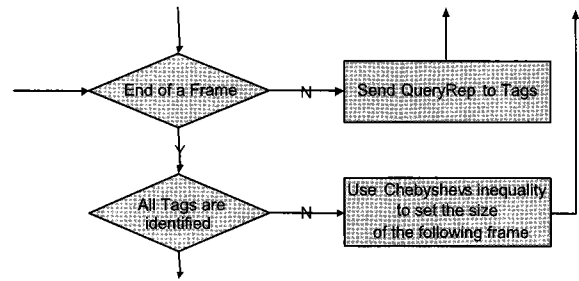 End of a Frame
N
Send QueryRep to Tags
Y
All Tags are
identified
N
Use Chebyshevs inequality
to set the size
of the following frame